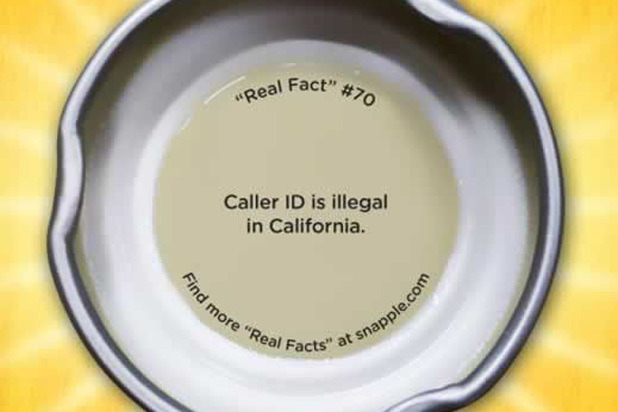 “Real Fact” #70
Caller ID is illegal
in California.
Find more “Real Facts” at snapple.com